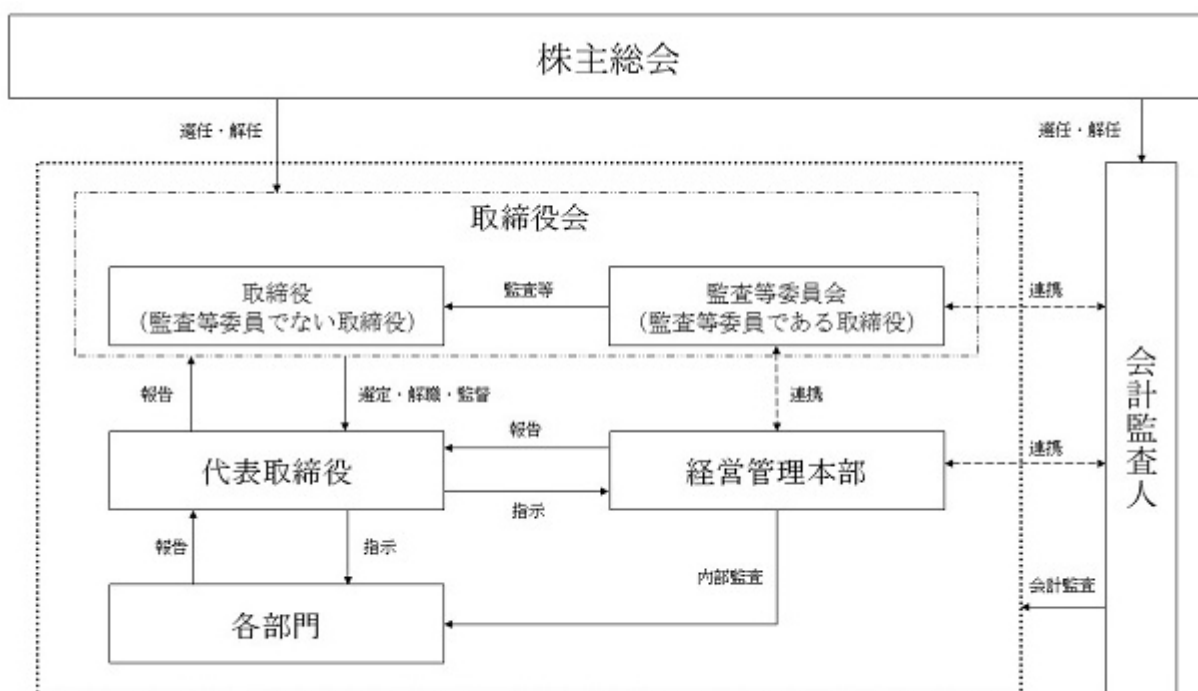 株主総会
選任・解任
選任・解任
取締役会
取締役
（監査等委員でない取締役）
監査等
監査等委員会
（監査等委員である取締役）
連携
報告
選定・解職・監督
連携
代表取締役
報告
指示
経営管理本部
連携
会計監査人
報告
指示
内部監査
会計監査
各部門